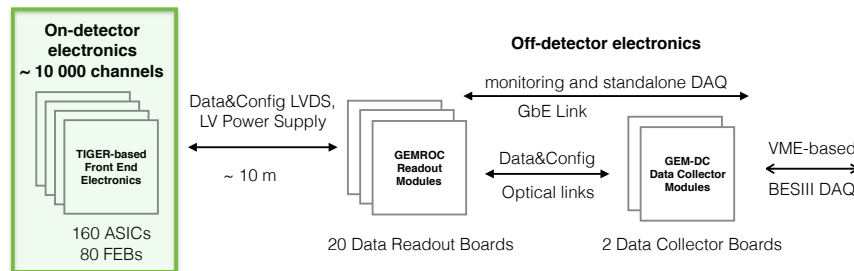 On-detector
electronics
~ 10 000 channels
TIGER-based
Front End
Electronics
160 ASICs
80 FEBs
Data&Config LVDS,
LV Power Supply
~ 10 m
Off-detector electronics
monitoring and standalone DAQ
GbE Link
GEMROC
Readout
Modules
20 Data Readout Boards
Data&Config
Optical links
GEM-DC
Data Collector
Modules
2 Data Collector Boards
VME-based
BESIII DAQ